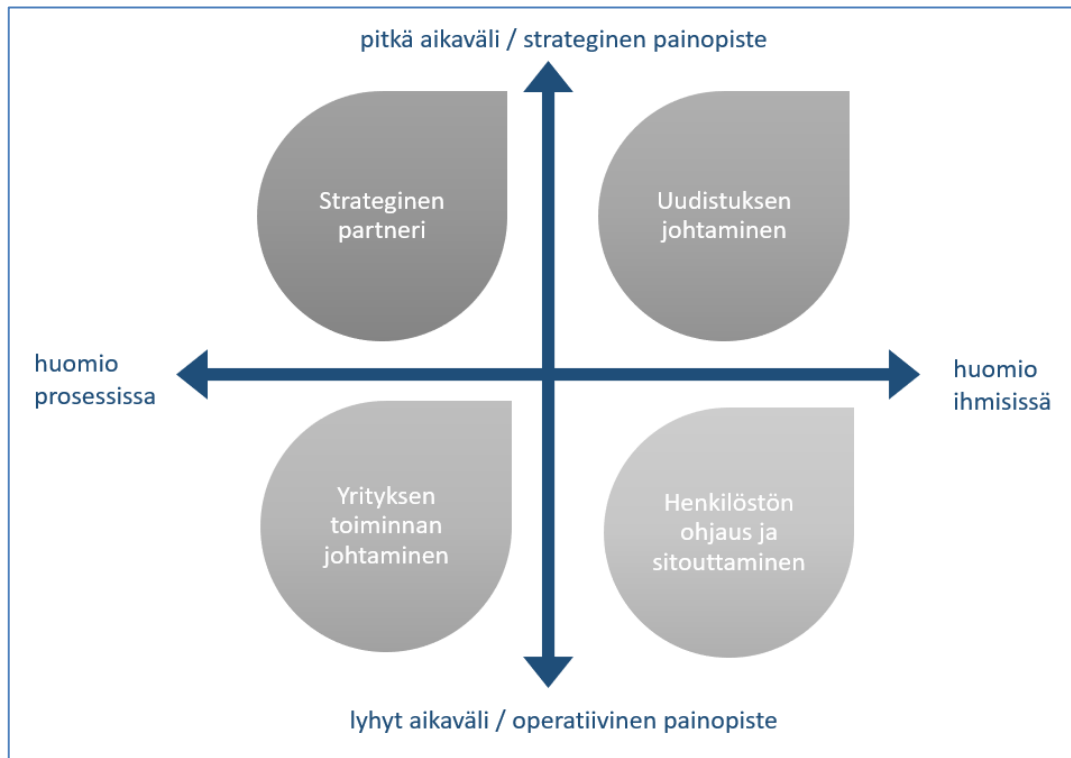 pitkä aikaväli / strateginen painopiste
Strateginen
partneri
Uudistuksen
johtaminen
huomio
prosessissa
huomio
ihmisissä
Yrityksen
toiminnan
johtaminen
Henkilöstön
ohjaus ja
sitouttaminen
lyhyt aikaväli / operatiivinen painopiste